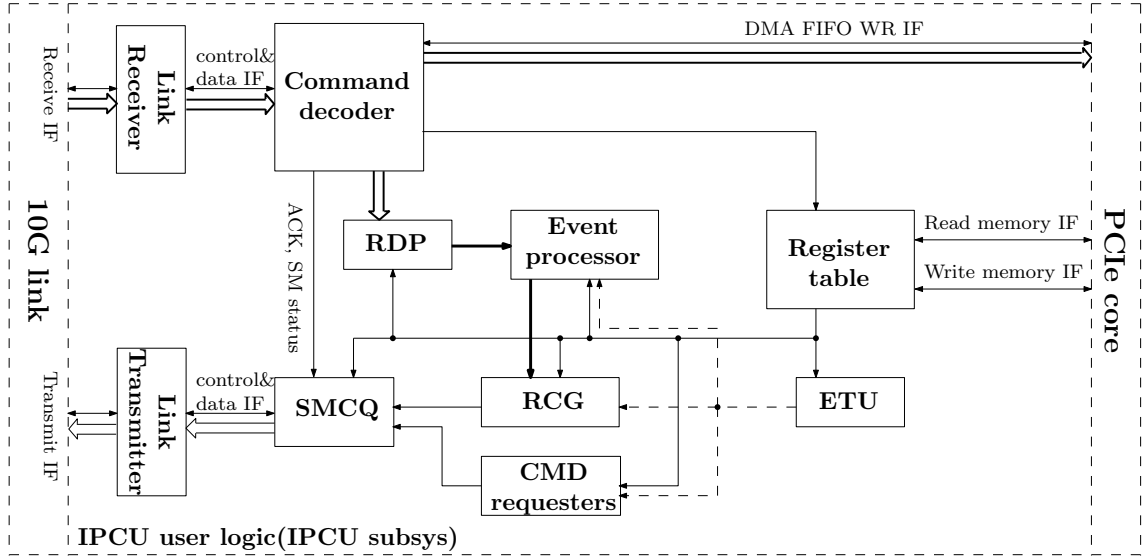 DMA FIFO WR IF
Receive IF
Link
Receiver
control&
data IF
Command
decoder
10G link
ACK, SM status
RDP
Event
processor
Register
table
Read memory IF
Write memory IF
PCIe core
Transmit IF
Link
Transmitter
control&
data IF
SMCQ
RCG
ETU
CMD
requesters
IPCU user logic(IPCU subsys)